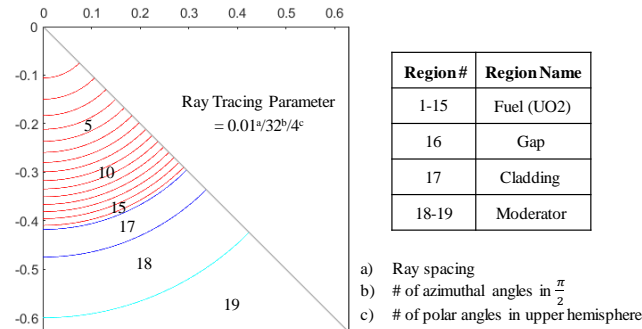 0 0.1 0.2 0.3 0.4 0.5 0.6
0
-0.1
-0.2
-0.3
-0.4
-0.5
-0.6
5
10
15
17
18
19
Ray Tracing Parameter
= 0.01ᵃ/32ᵇ/4ᶜ
Region # Region Name
1-15 Fuel (UO2)
16 Gap
17 Cladding
18-19 Moderator
a) Ray spacing
b) # of azimuthal angles in π/2
c) # of polar angles in upper hemisphere